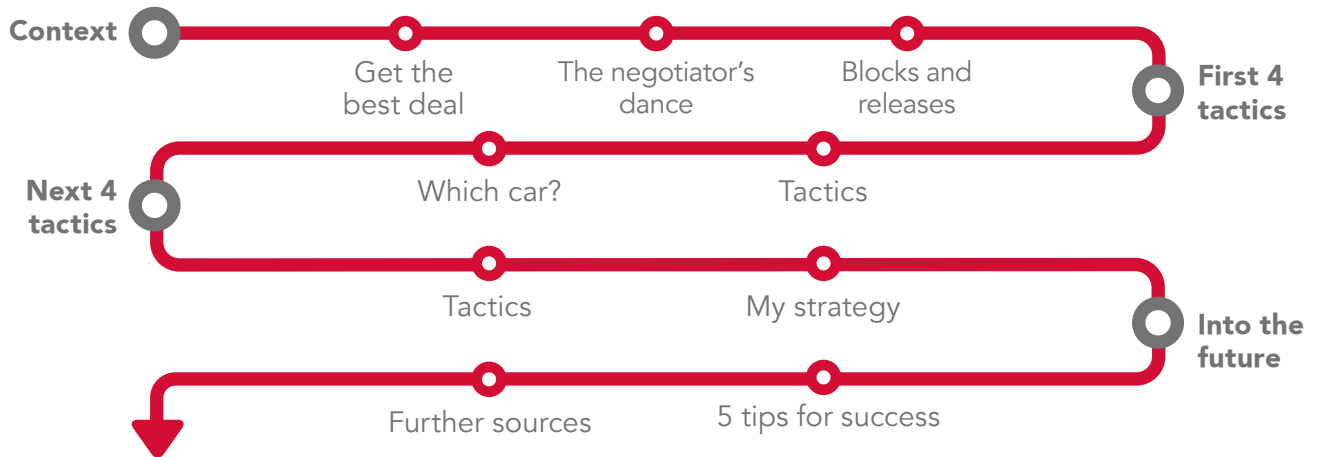 Context
Get the
best deal
The negotiator's
dance
Blocks and
releases
First 4
tactics
Tactics
Which car?
Next 4
tactics
Tactics
My strategy
Into the
future
5 tips for success
Further sources